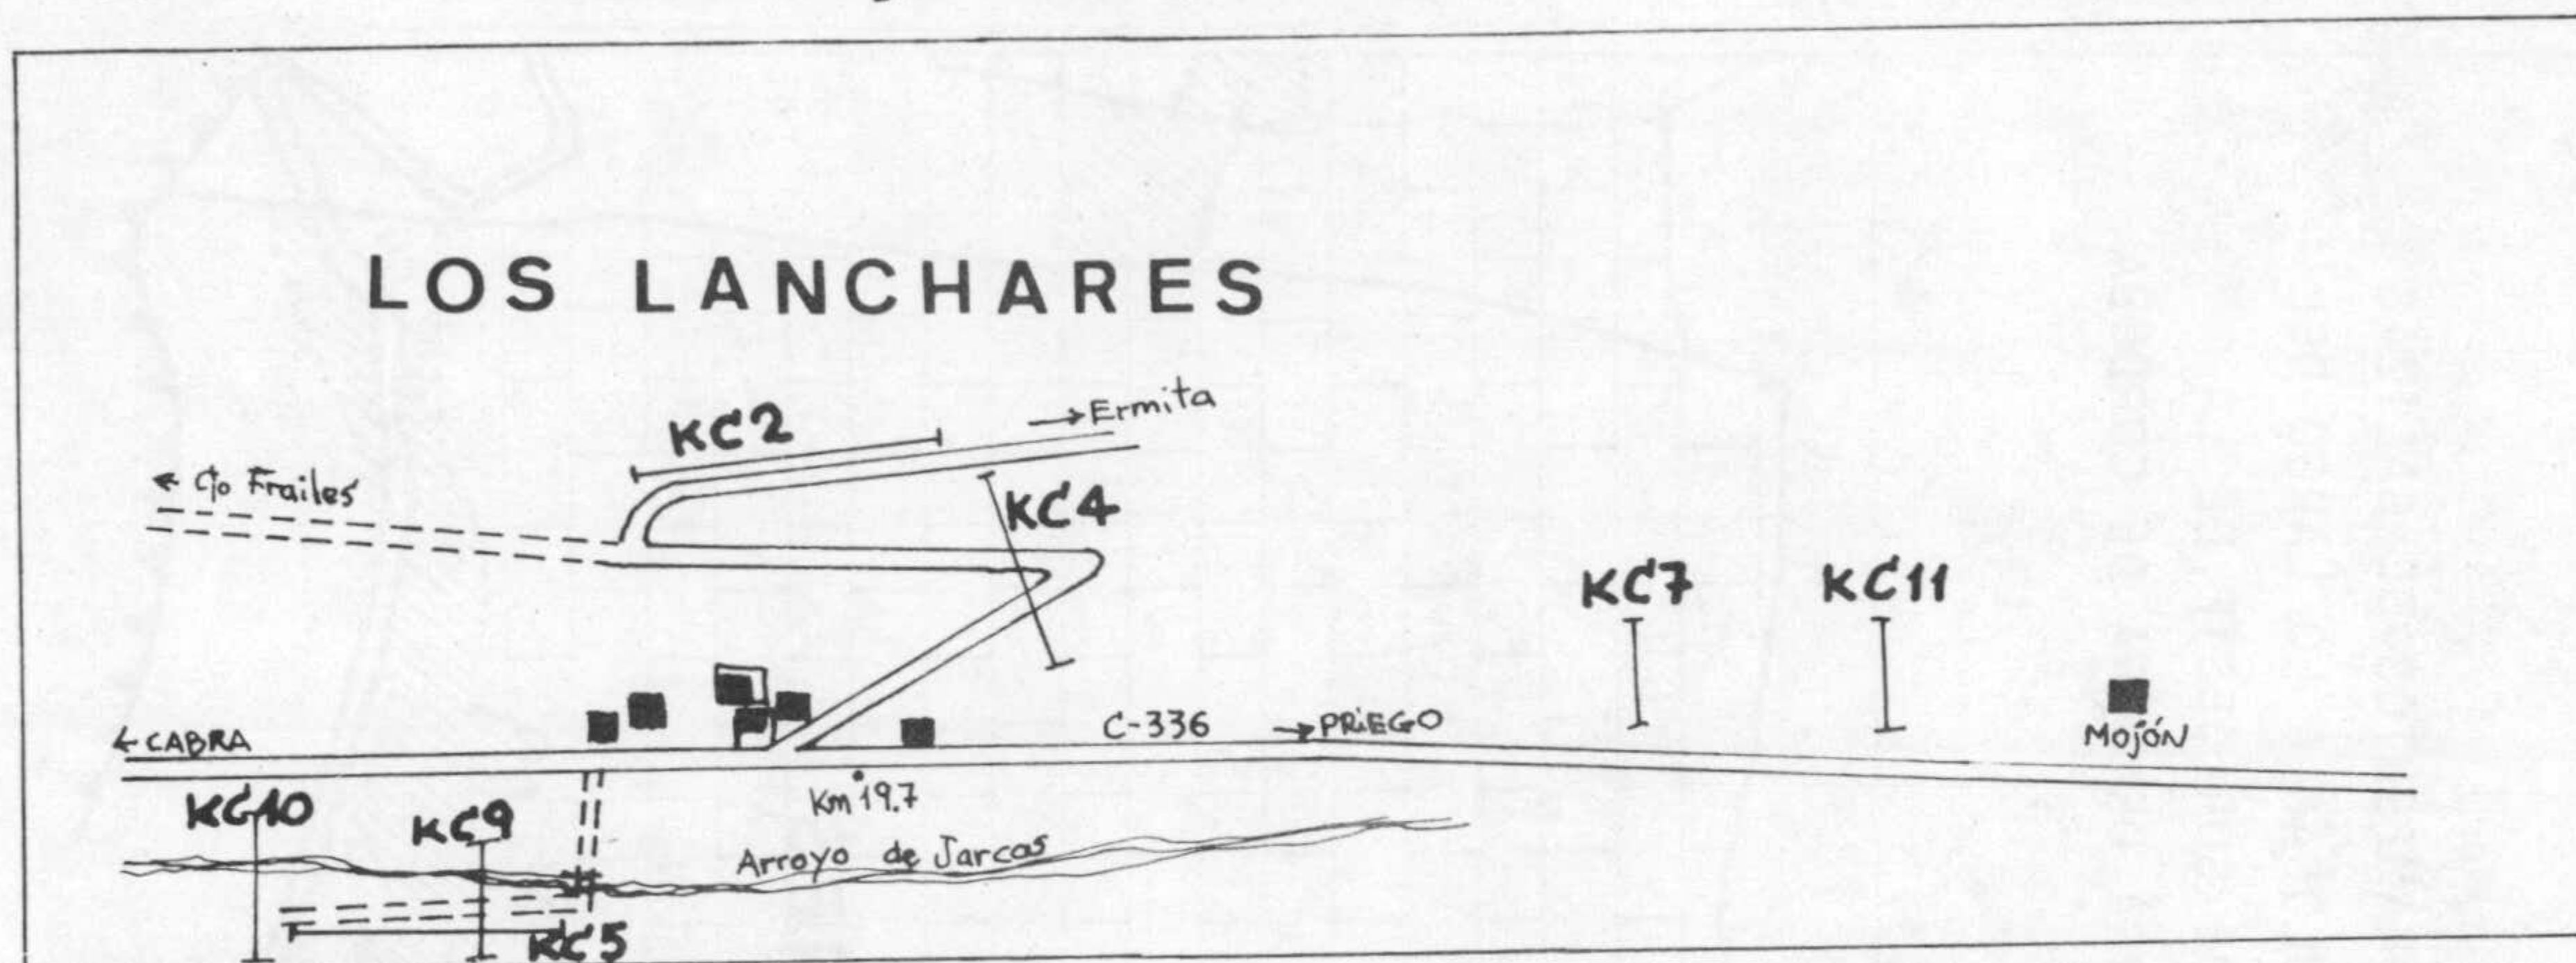 LOS LANCHARES
KC2
→Ermita
← Cjo Frailes
KC4
KC7
KC11
←CABRA
C-336
→PRiEGO
Mojón
Km 19.7
KC10
KC9
Arroyo de Jarcas
KC5